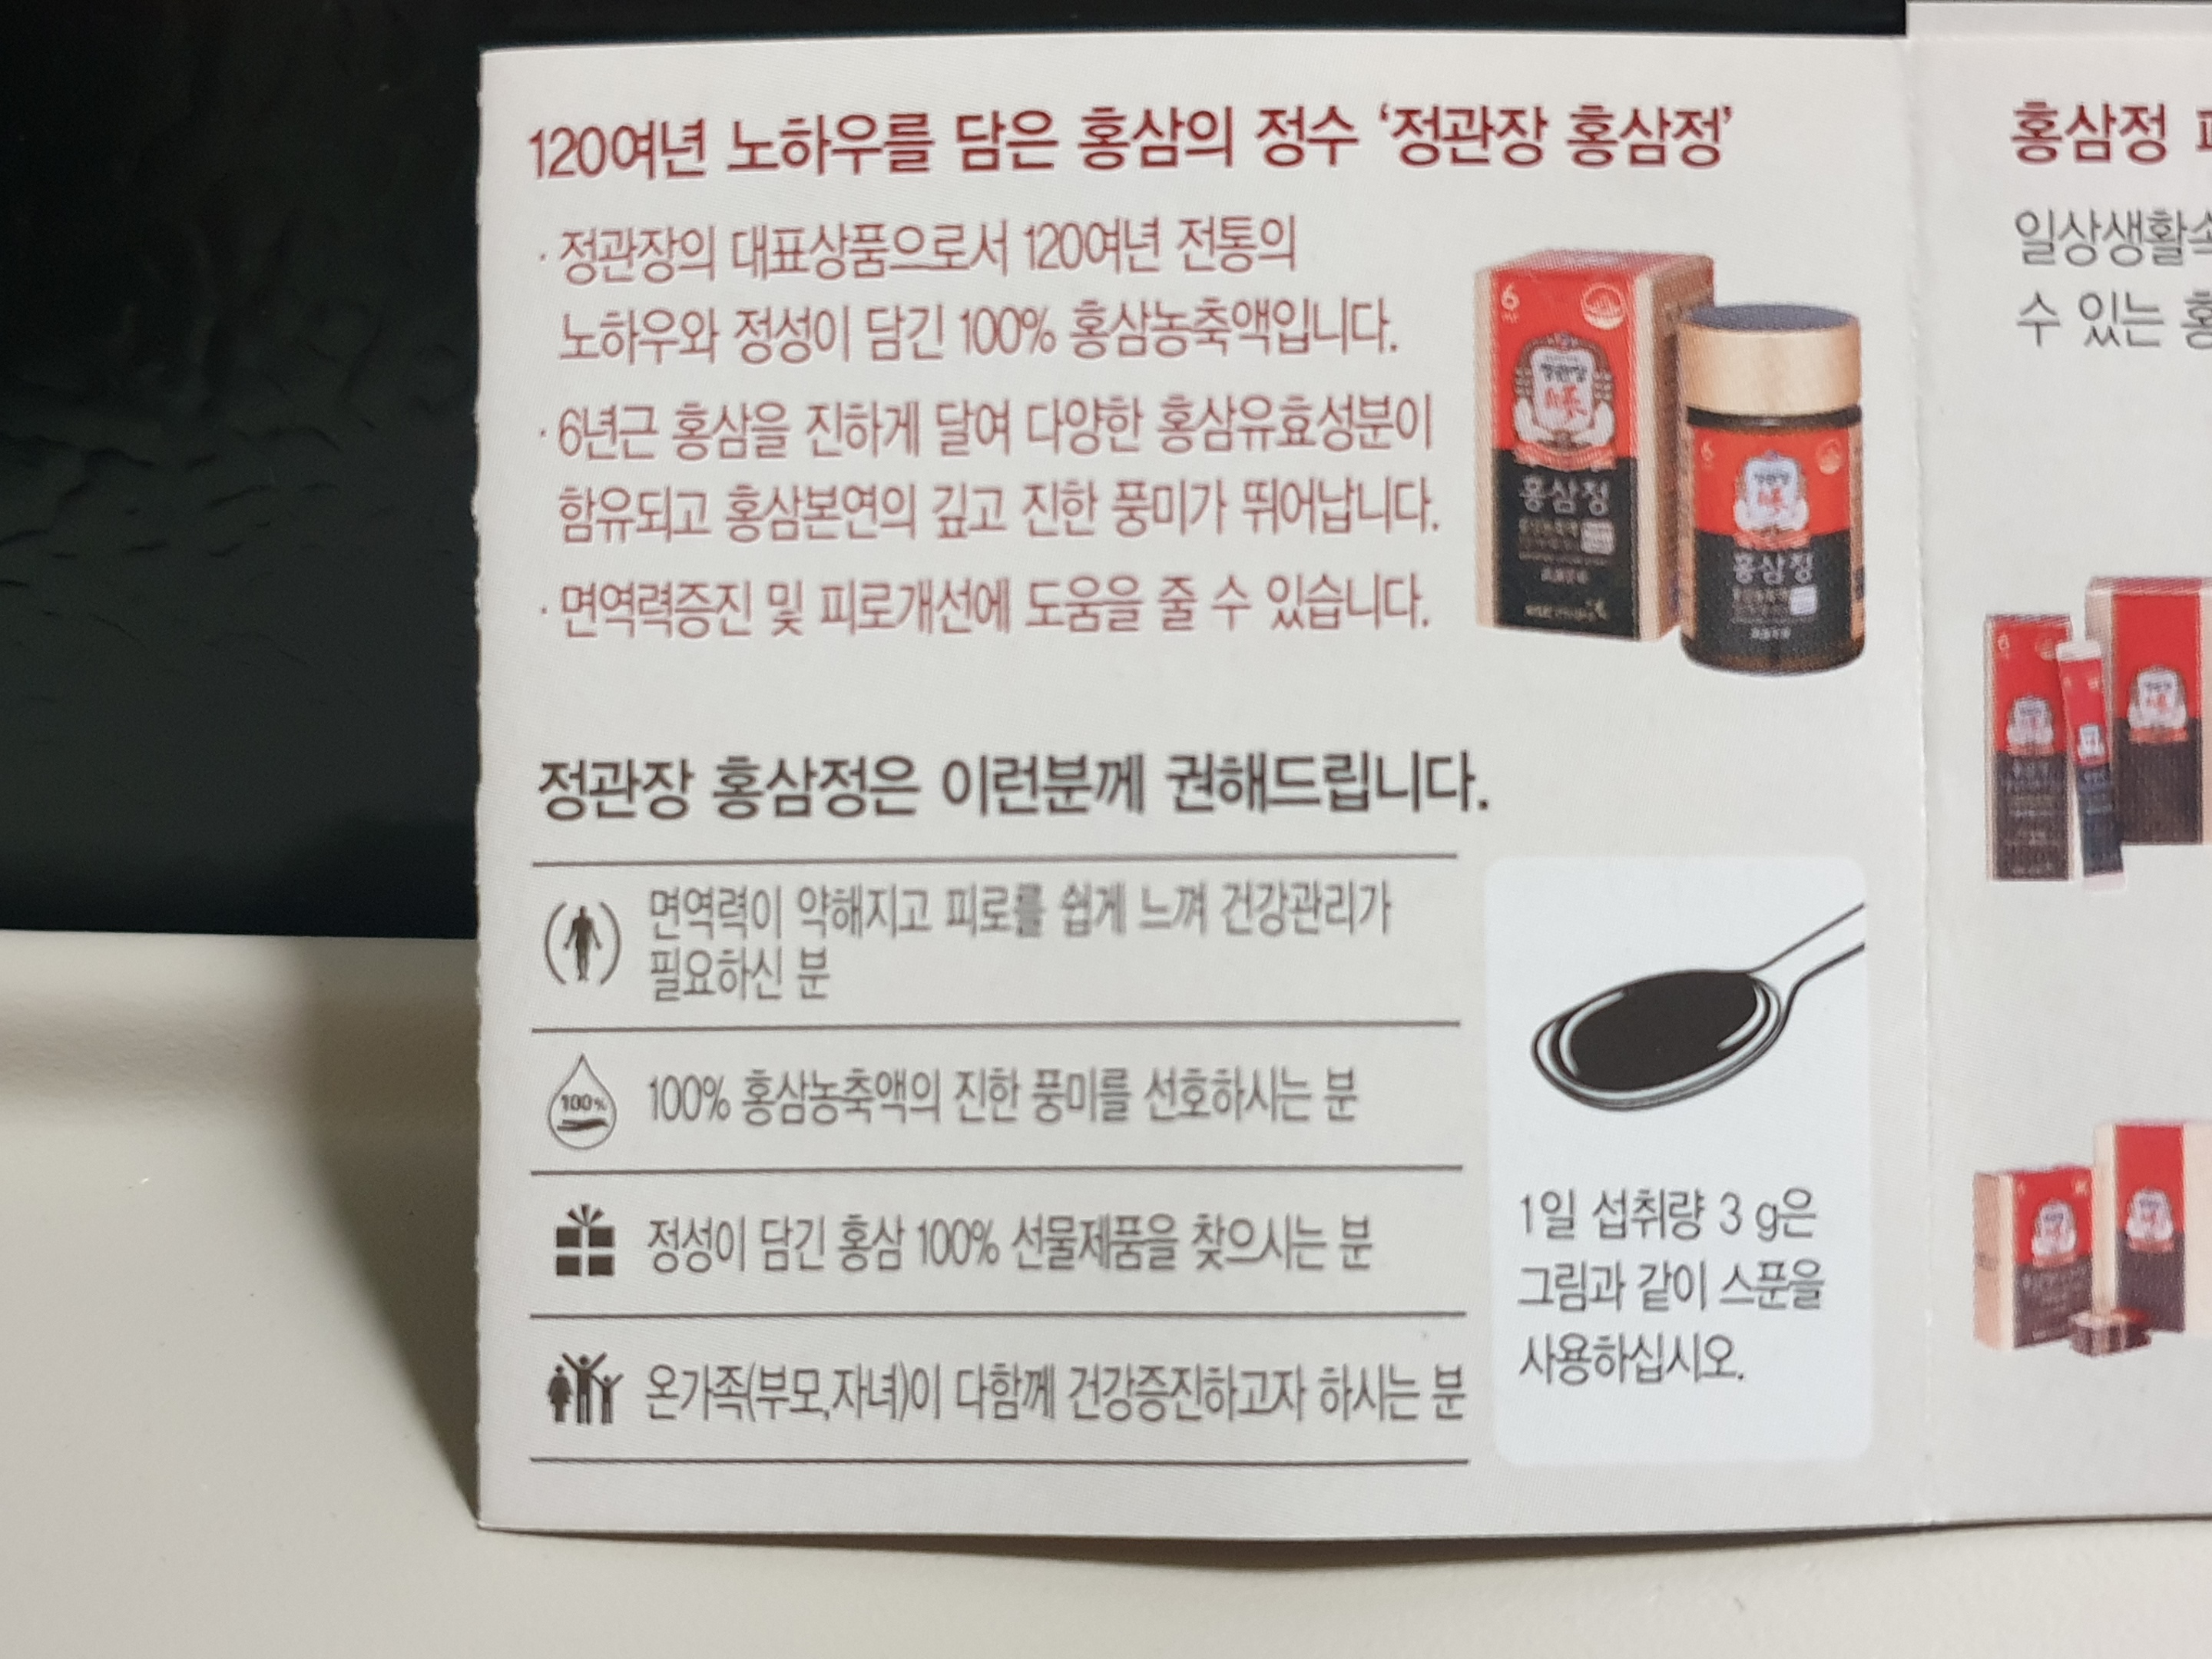 120여년 노하우를 담은 홍삼의 정수 ‘정관장 홍삼정’
· 정관장의 대표상품으로서 120여년 전통의
노하우와 정성이 담긴 100% 홍삼농축액입니다.
· 6년근 홍삼을 진하게 달여 다양한 홍삼유효성분이
함유되고 홍삼본연의 깊고 진한 풍미가 뛰어납니다.
· 면역력증진 및 피로개선에 도움을 줄 수 있습니다.
6
정관장
홍삼정
6
정관장
홍삼정
정관장 홍삼정은 이런분께 권해드립니다.
면역력이 약해지고 피로를 쉽게 느껴 건강관리가
필요하신 분
100%
100% 홍삼농축액의 진한 풍미를 선호하시는 분
정성이 담긴 홍삼 100% 선물제품을 찾으시는 분
온가족(부모,자녀)이 다함께 건강증진하고자 하시는 분
1일 섭취량 3 g은
그림과 같이 스푼을
사용하십시오.
홍삼정
일상생활속
수 있는 홍